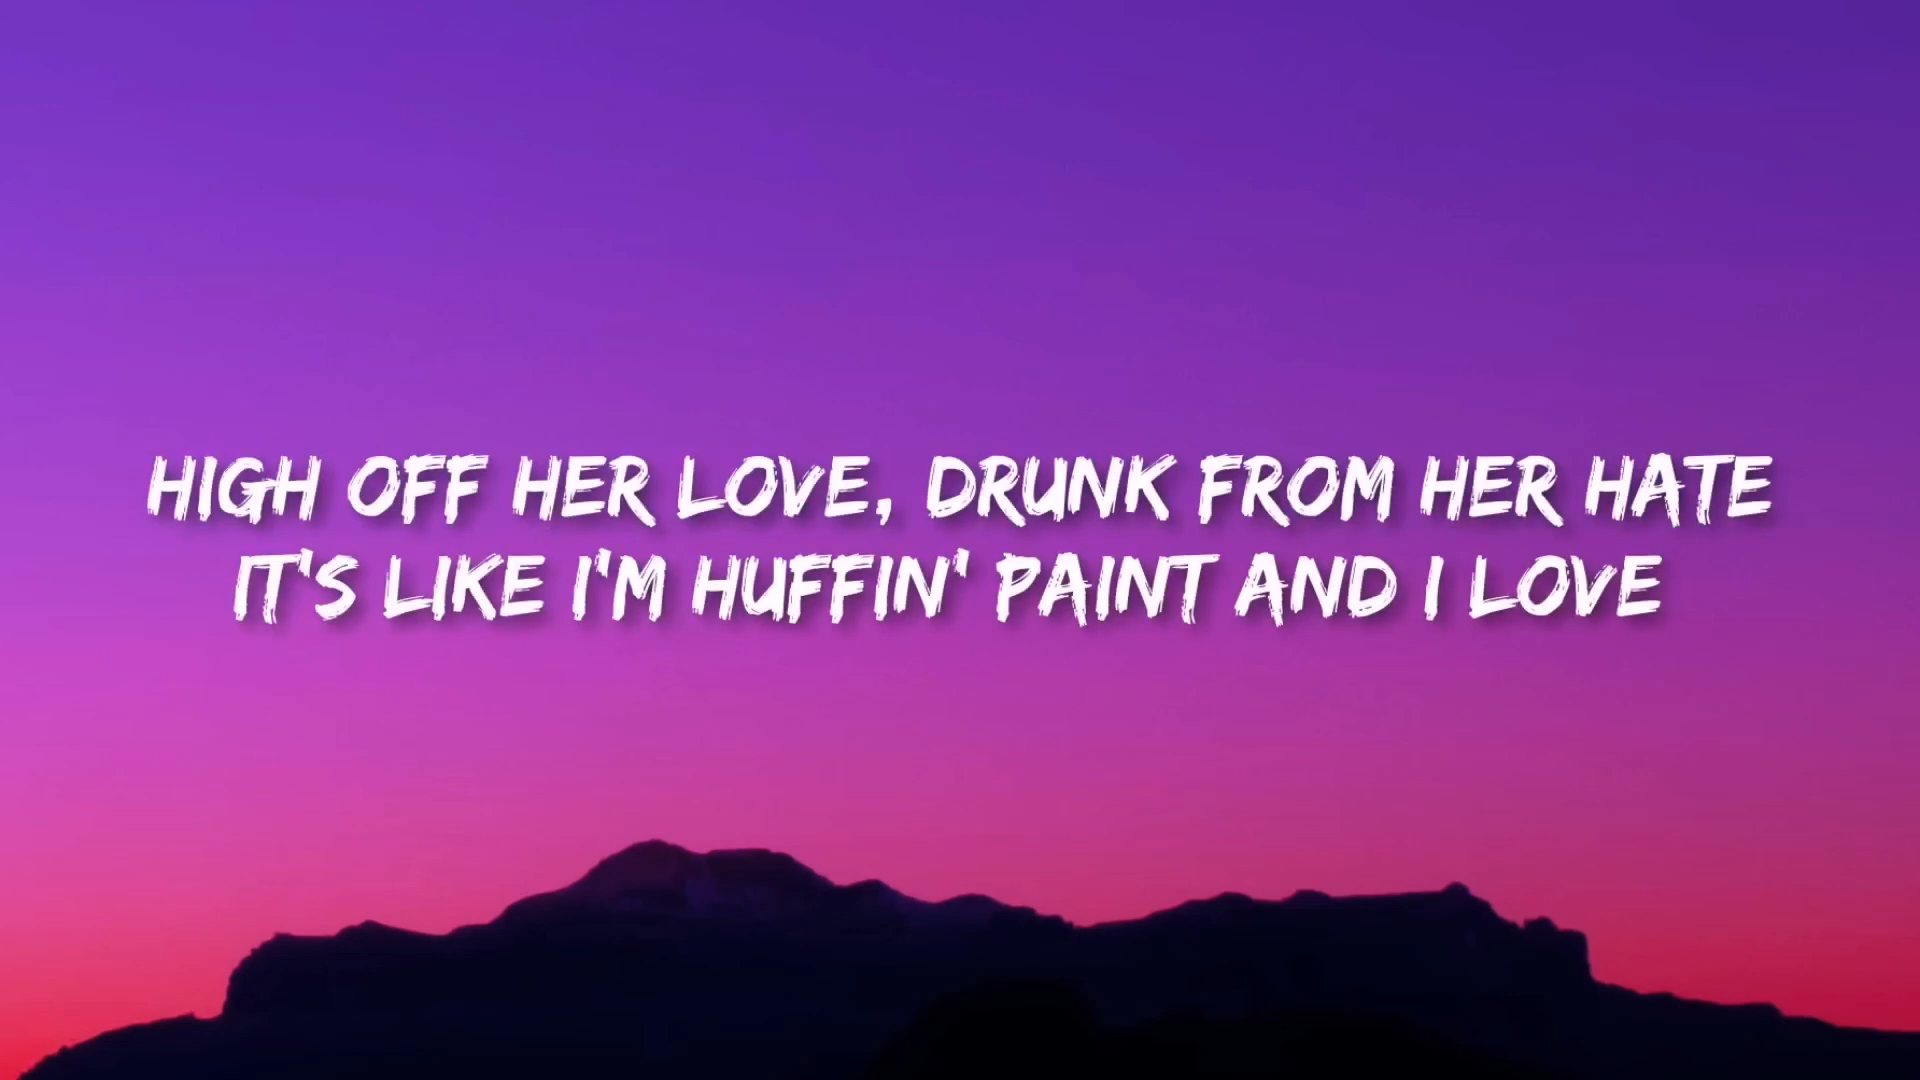 HIGH OFF HER LOVE, DRUNK FROM HER HATE
IT'S LIKE I'M HUFFIN' PAINT AND I LOVE